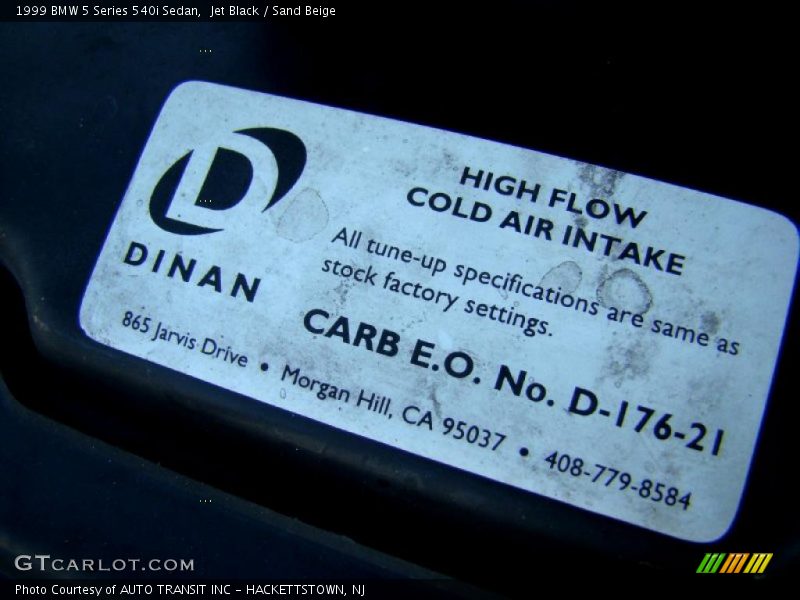 1999 BMW 5 Series 540i Sedan,  Jet Black / Sand Beige
D
DINAN
HIGH FLOW
COLD AIR INTAKE
All tune-up specifications are same as
stock factory settings.
CARB E.O. No. D-176-21
865 Jarvis Drive • Morgan Hill, CA 95037 • 408-779-8584
GTCARLOT.COM
Photo Courtesy of AUTO TRANSIT INC - HACKETTSTOWN, NJ